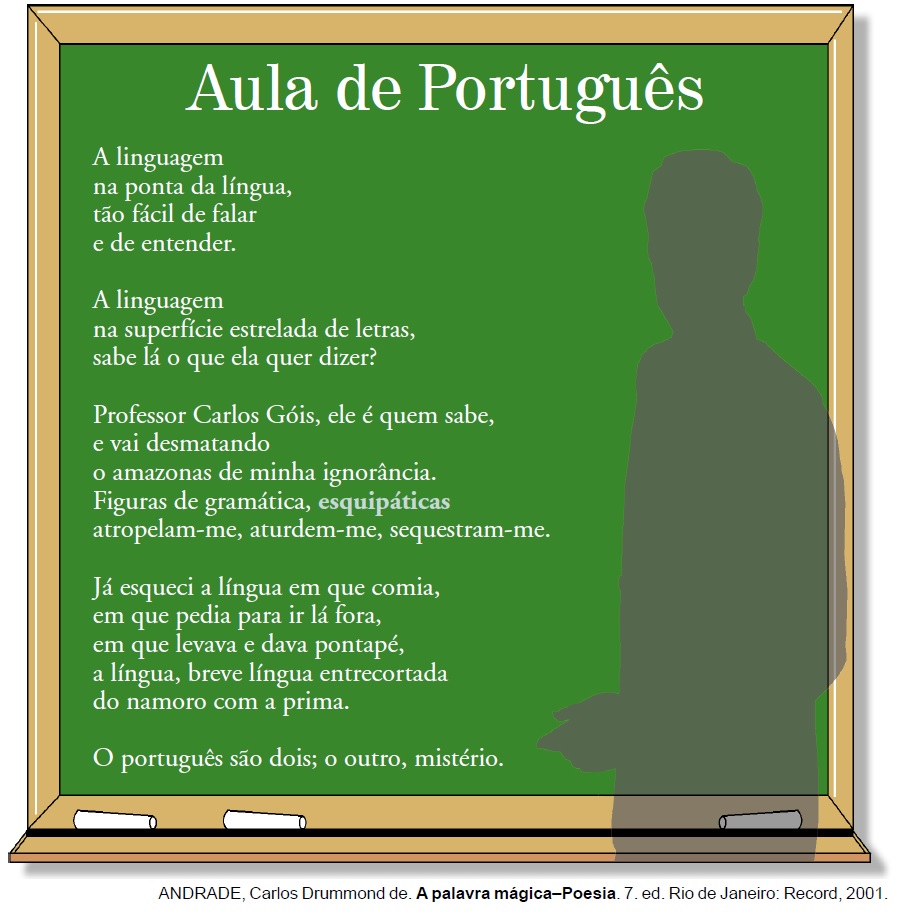 Aula de Português
A linguagem
na ponta da língua,
tão fácil de falar
e de entender.
A linguagem
na superfície estrelada de letras,
sabe lá o que ela quer dizer?
Professor Carlos Góis, ele é quem sabe,
e vai desmatando
o amazonas de minha ignorância.
Figuras de gramática, esquipáticas
atropelam-me, aturdem-me, sequestram-me.
Já esqueci a língua em que comia,
em que pedia para ir lá fora,
em que levava e dava pontapé,
a língua, breve língua entrecortada
do namoro com a prima.
O português são dois; o outro, mistério.
ANDRADE, Carlos Drummond de. A palavra mágica–Poesia. 7. ed. Rio de Janeiro: Record, 2001.